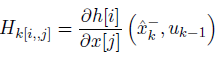 H_{k[i,,j]} = \frac{\partial h[i]}{\partial x[j]} \left( \hat{x}_k^-, u_{k-1} \right)